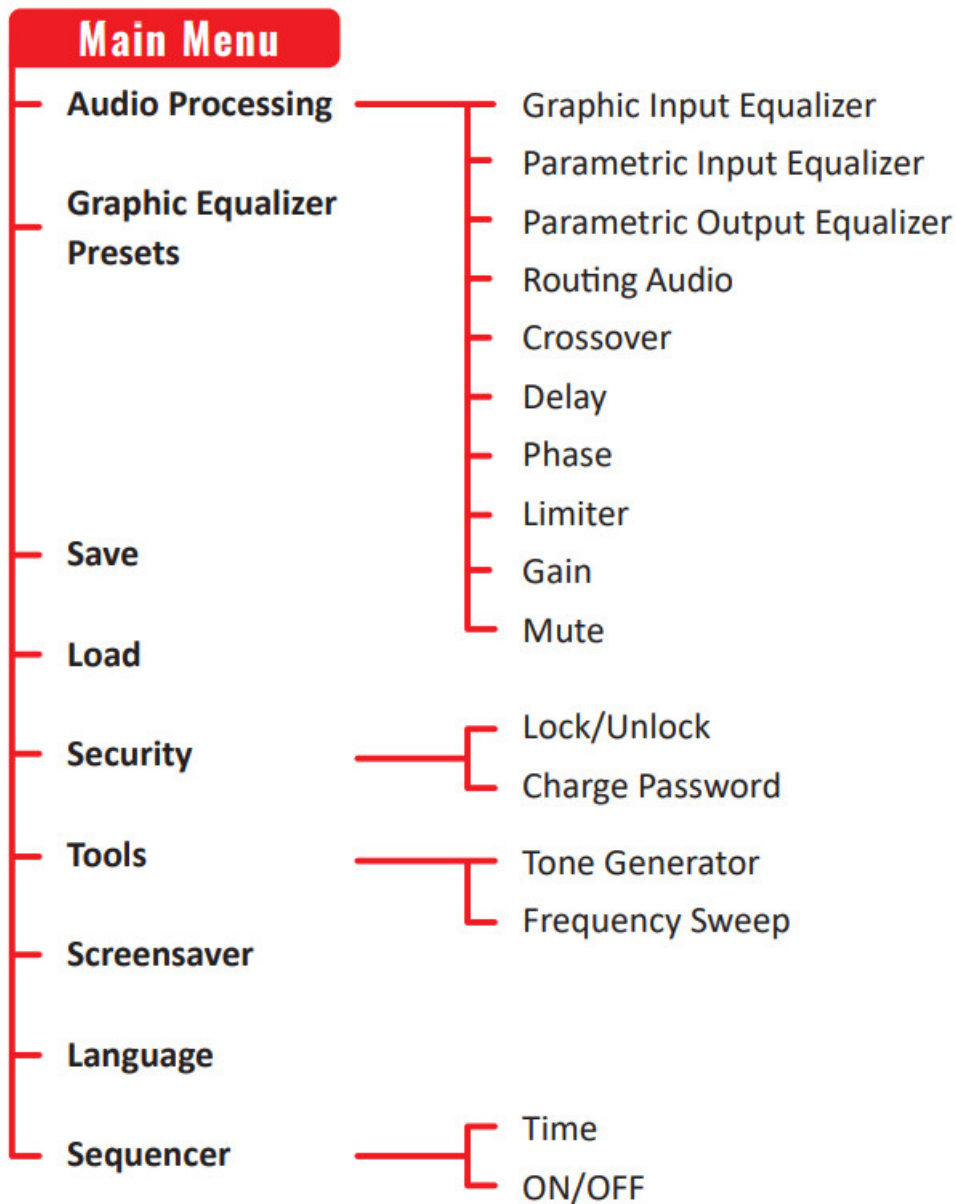 Main Menu
Audio Processing
Graphic Input Equalizer
Parametric Input Equalizer
Parametric Output Equalizer
Routing Audio
Crossover
Delay
Phase
Limiter
Gain
Mute
Graphic Equalizer
Presets
Save
Load
Security
Lock/Unlock
Charge Password
Tools
Tone Generator
Frequency Sweep
Screensaver
Language
Sequencer
Time
ON/OFF